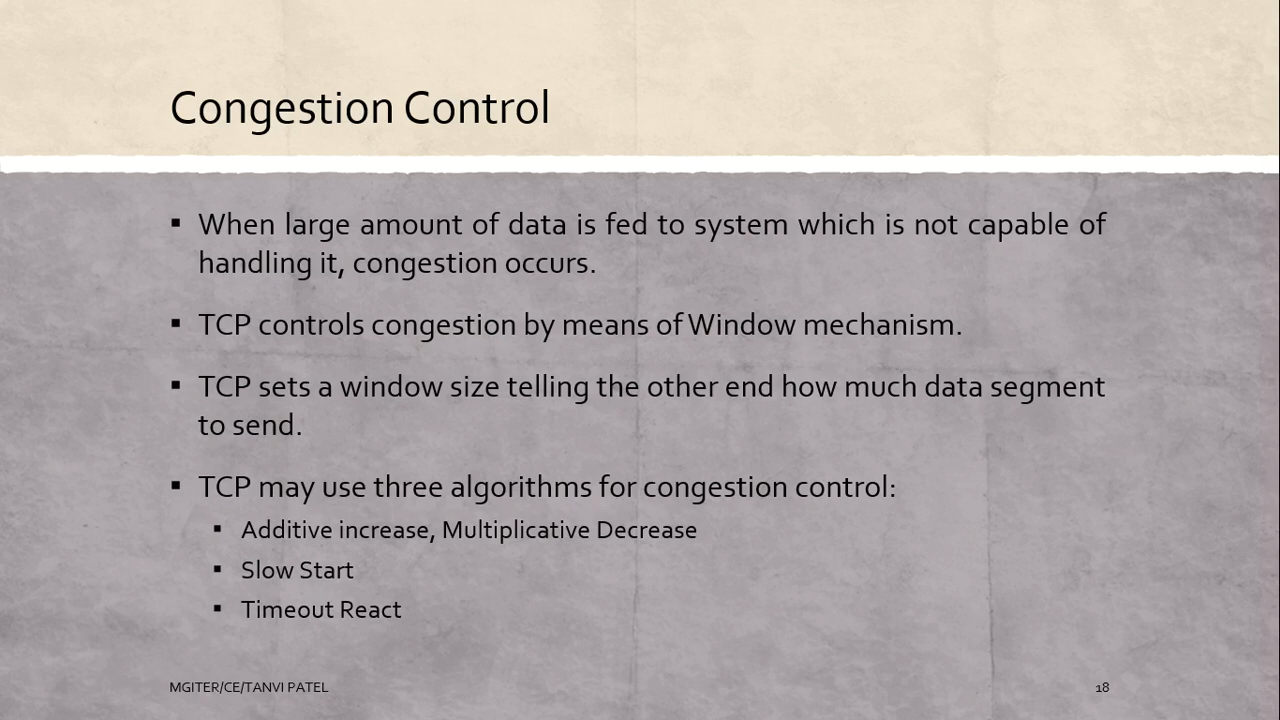 Congestion Control
▪ When large amount of data is fed to system which is not capable of
handling it, congestion occurs.
▪ TCP controls congestion by means of Window mechanism.
▪ TCP sets a window size telling the other end how much data segment
to send.
▪ TCP may use three algorithms for congestion control:
▪ Additive increase, Multiplicative Decrease
▪ Slow Start
▪ Timeout React
MGITER/CE/TANVI PATEL
18